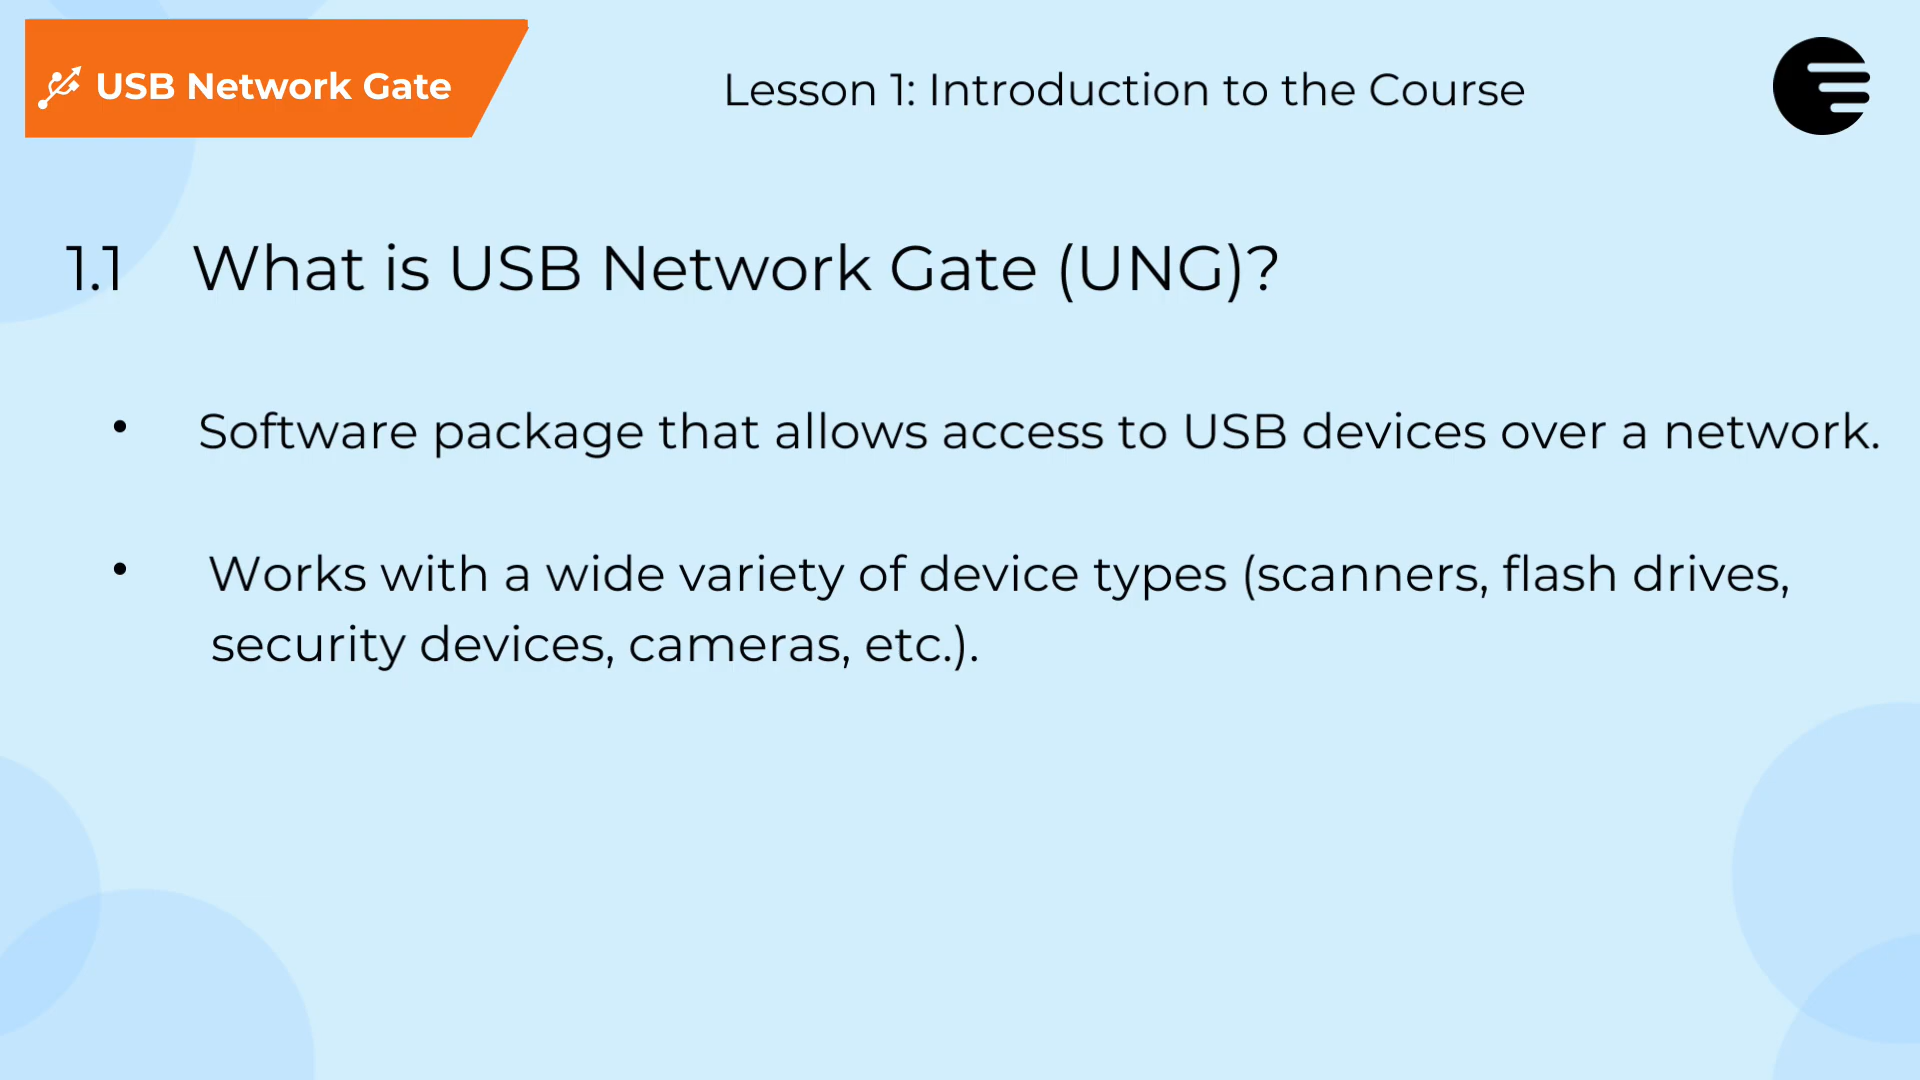 USB Network Gate
Lesson 1: Introduction to the Course
1.1 What is USB Network Gate (UNG)?
• Software package that allows access to USB devices over a network.
• Works with a wide variety of device types (scanners, flash drives,
security devices, cameras, etc.).